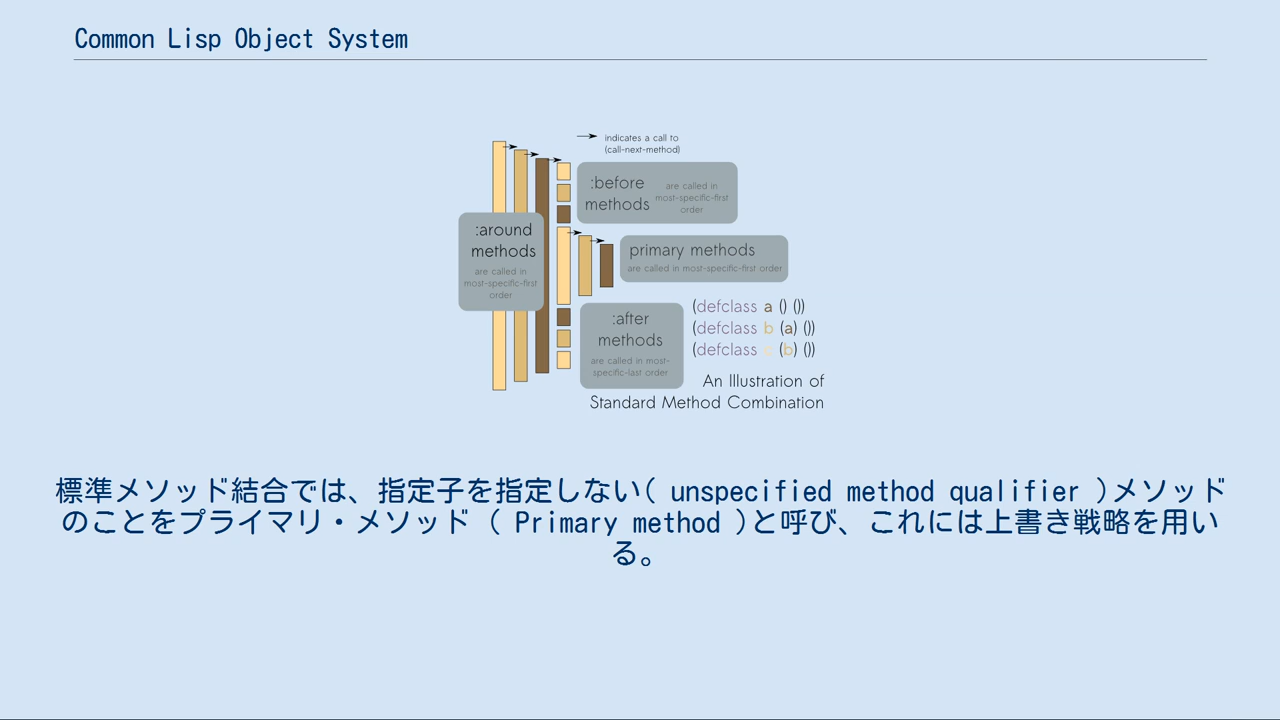 Common Lisp Object System
indicates a call to
(call-next-method)
:before
methods
are called in
most-specific-first
order
:around
methods
are called in
most-specific-first
order
primary methods
are called in most-specific-first order
:after
methods
are called in most-
specific-last order
(defclass a () ())
(defclass b (a) ())
(defclass c (b) ())
An Illustration of
Standard Method Combination
標準メソッド結合では、指定子を指定しない( unspecified method qualifier )メソッド
のことをプライマリ・メソッド ( Primary method )と呼び、これには上書き戦略を用い
る。